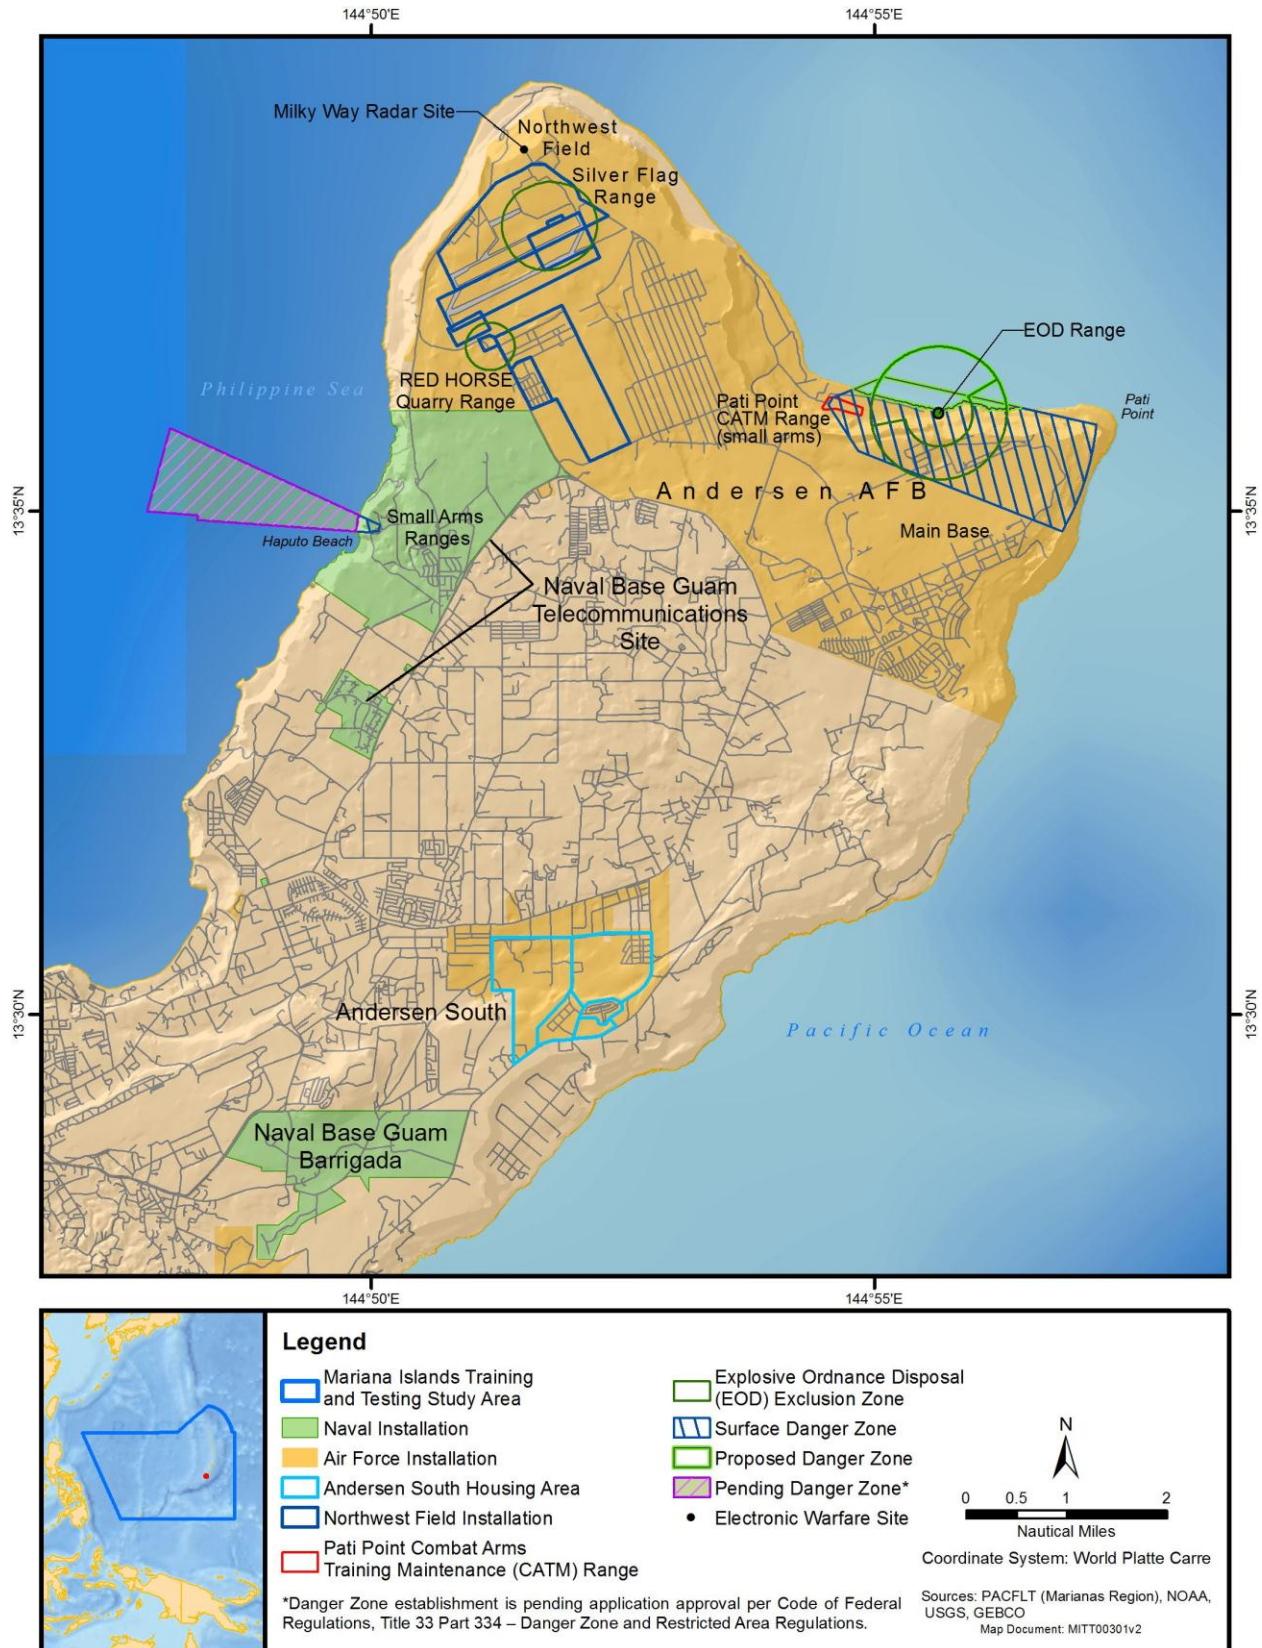 144°50'E
144°55'E
Milky Way Radar Site
Northwest
Field
Silver Flag
Range
EOD Range
RED HORSE
Quarry Range
Philippine Sea
Pati Point
CATM Range
(small arms)
Pati
Point
Andersen AFB
Main Base
13°35'N
13°35'N
Small Arms
Ranges
Haputo Beach
Naval Base Guam
Telecommunications
Site
Andersen South
13°30'N
13°30'N
Pacific Ocean
Naval Base Guam
Barrigada
144°50'E
144°55'E
Legend
Mariana Islands Training
and Testing Study Area
Naval Installation
Air Force Installation
Andersen South Housing Area
Northwest Field Installation
Pati Point Combat Arms
Training Maintenance (CATM) Range
Explosive Ordnance Disposal
(EOD) Exclusion Zone
Surface Danger Zone
Proposed Danger Zone
Pending Danger Zone*
Electronic Warfare Site
N
0 0.5 1 2
Nautical Miles
Coordinate System: World Platte Carre
*Danger Zone establishment is pending application approval per Code of Federal
Regulations, Title 33 Part 334 – Danger Zone and Restricted Area Regulations.
Sources: PACFLT (Marianas Region), NOAA,
USGS, GEBCO
Map Document: MITT00301v2